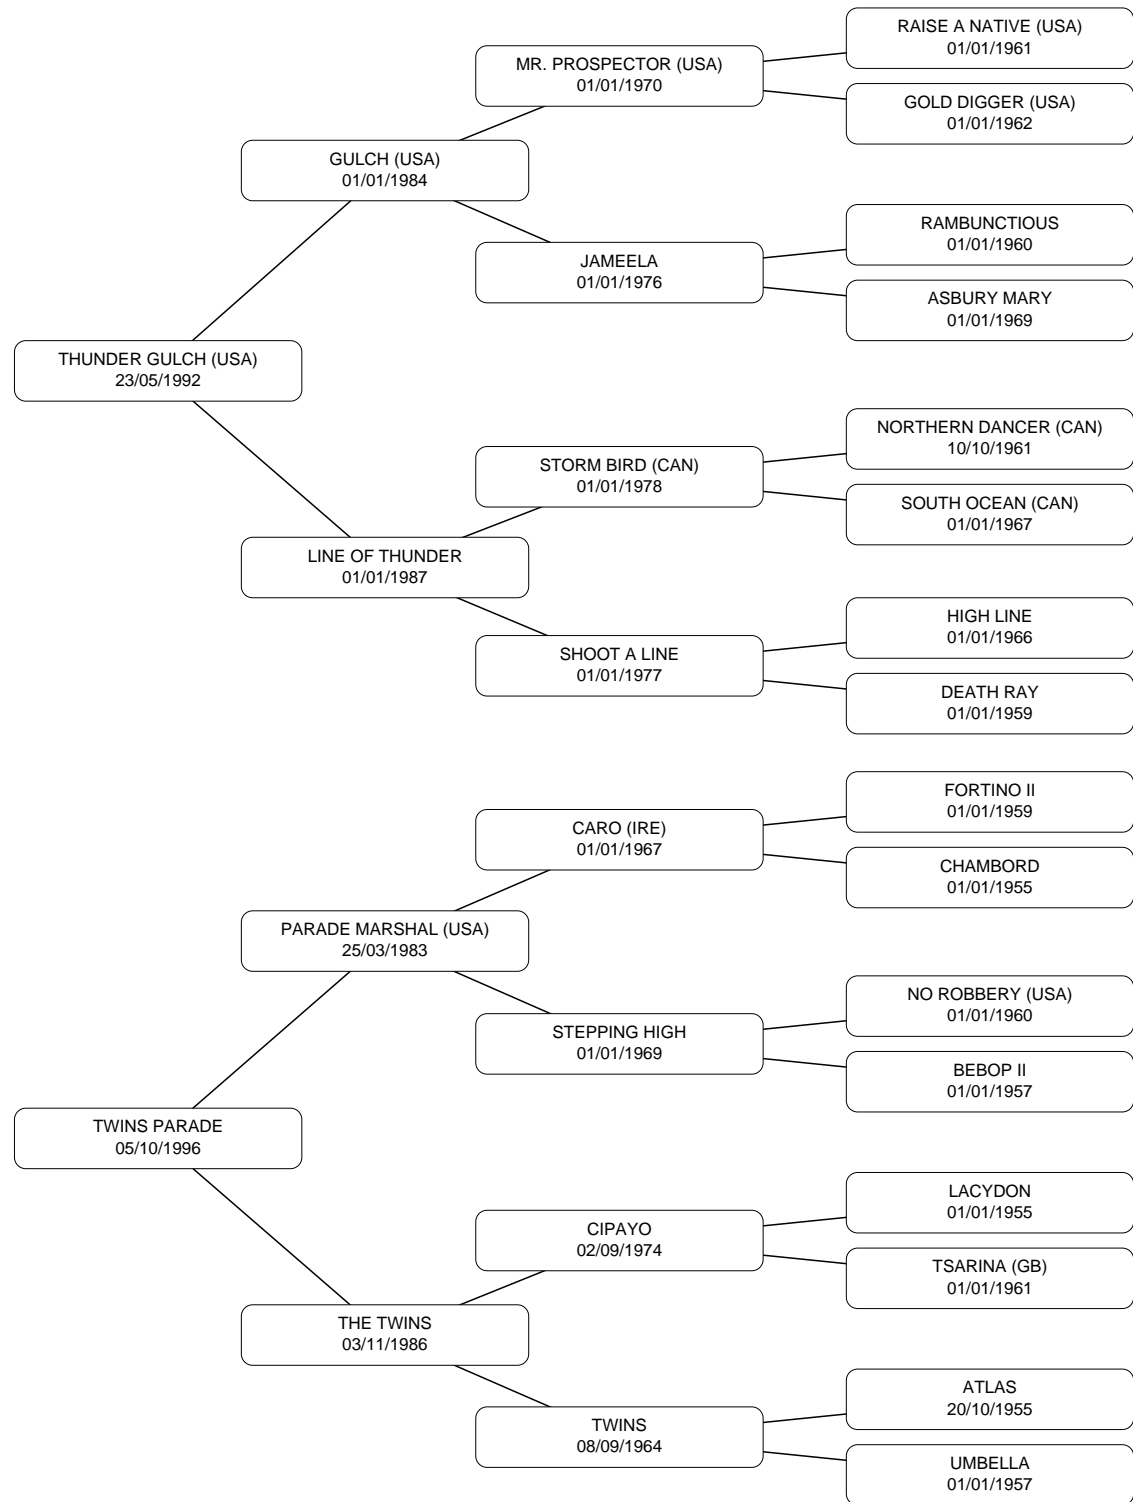 RAISE A NATIVE (USA)
01/01/1961
MR. PROSPECTOR (USA)
01/01/1970
GOLD DIGGER (USA)
01/01/1962
GULCH (USA)
01/01/1984
RAMBUNCTIOUS
01/01/1960
JAMEELA
01/01/1976
ASBURY MARY
01/01/1969
THUNDER GULCH (USA)
23/05/1992
NORTHERN DANCER (CAN)
10/10/1961
STORM BIRD (CAN)
01/01/1978
SOUTH OCEAN (CAN)
01/01/1967
LINE OF THUNDER
01/01/1987
HIGH LINE
01/01/1966
SHOOT A LINE
01/01/1977
DEATH RAY
01/01/1959
FORTINO II
01/01/1959
CARO (IRE)
01/01/1967
CHAMBORD
01/01/1955
PARADE MARSHAL (USA)
25/03/1983
NO ROBBERY (USA)
01/01/1960
STEPPING HIGH
01/01/1969
BEBOP II
01/01/1957
TWINS PARADE
05/10/1996
LACYDON
01/01/1955
CIPAYO
02/09/1974
TSARINA (GB)
01/01/1961
THE TWINS
03/11/1986
ATLAS
20/10/1955
TWINS
08/09/1964
UMBELLA
01/01/1957